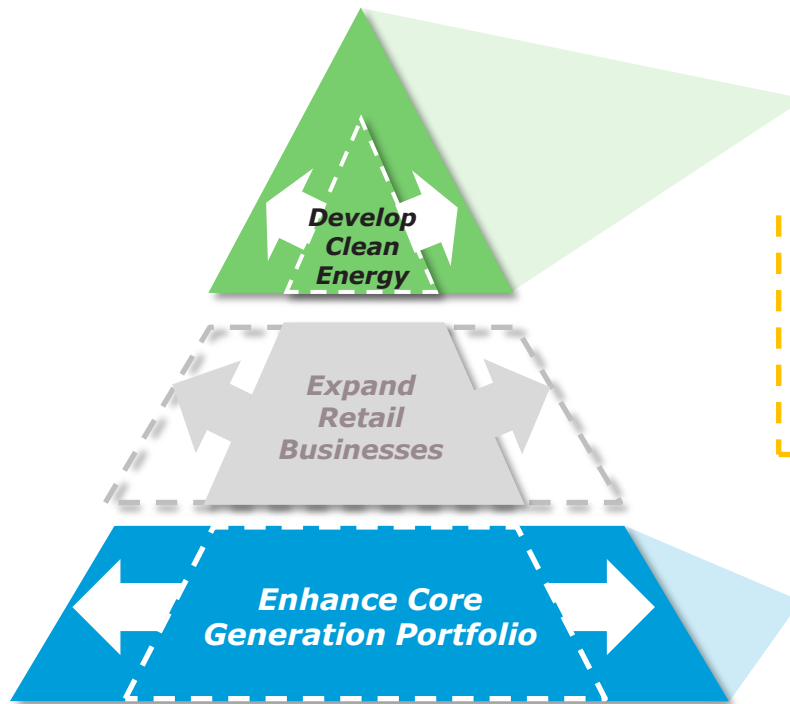 Develop
Clean
Energy
Expand
Retail
Businesses
Enhance Core
Generation Portfolio